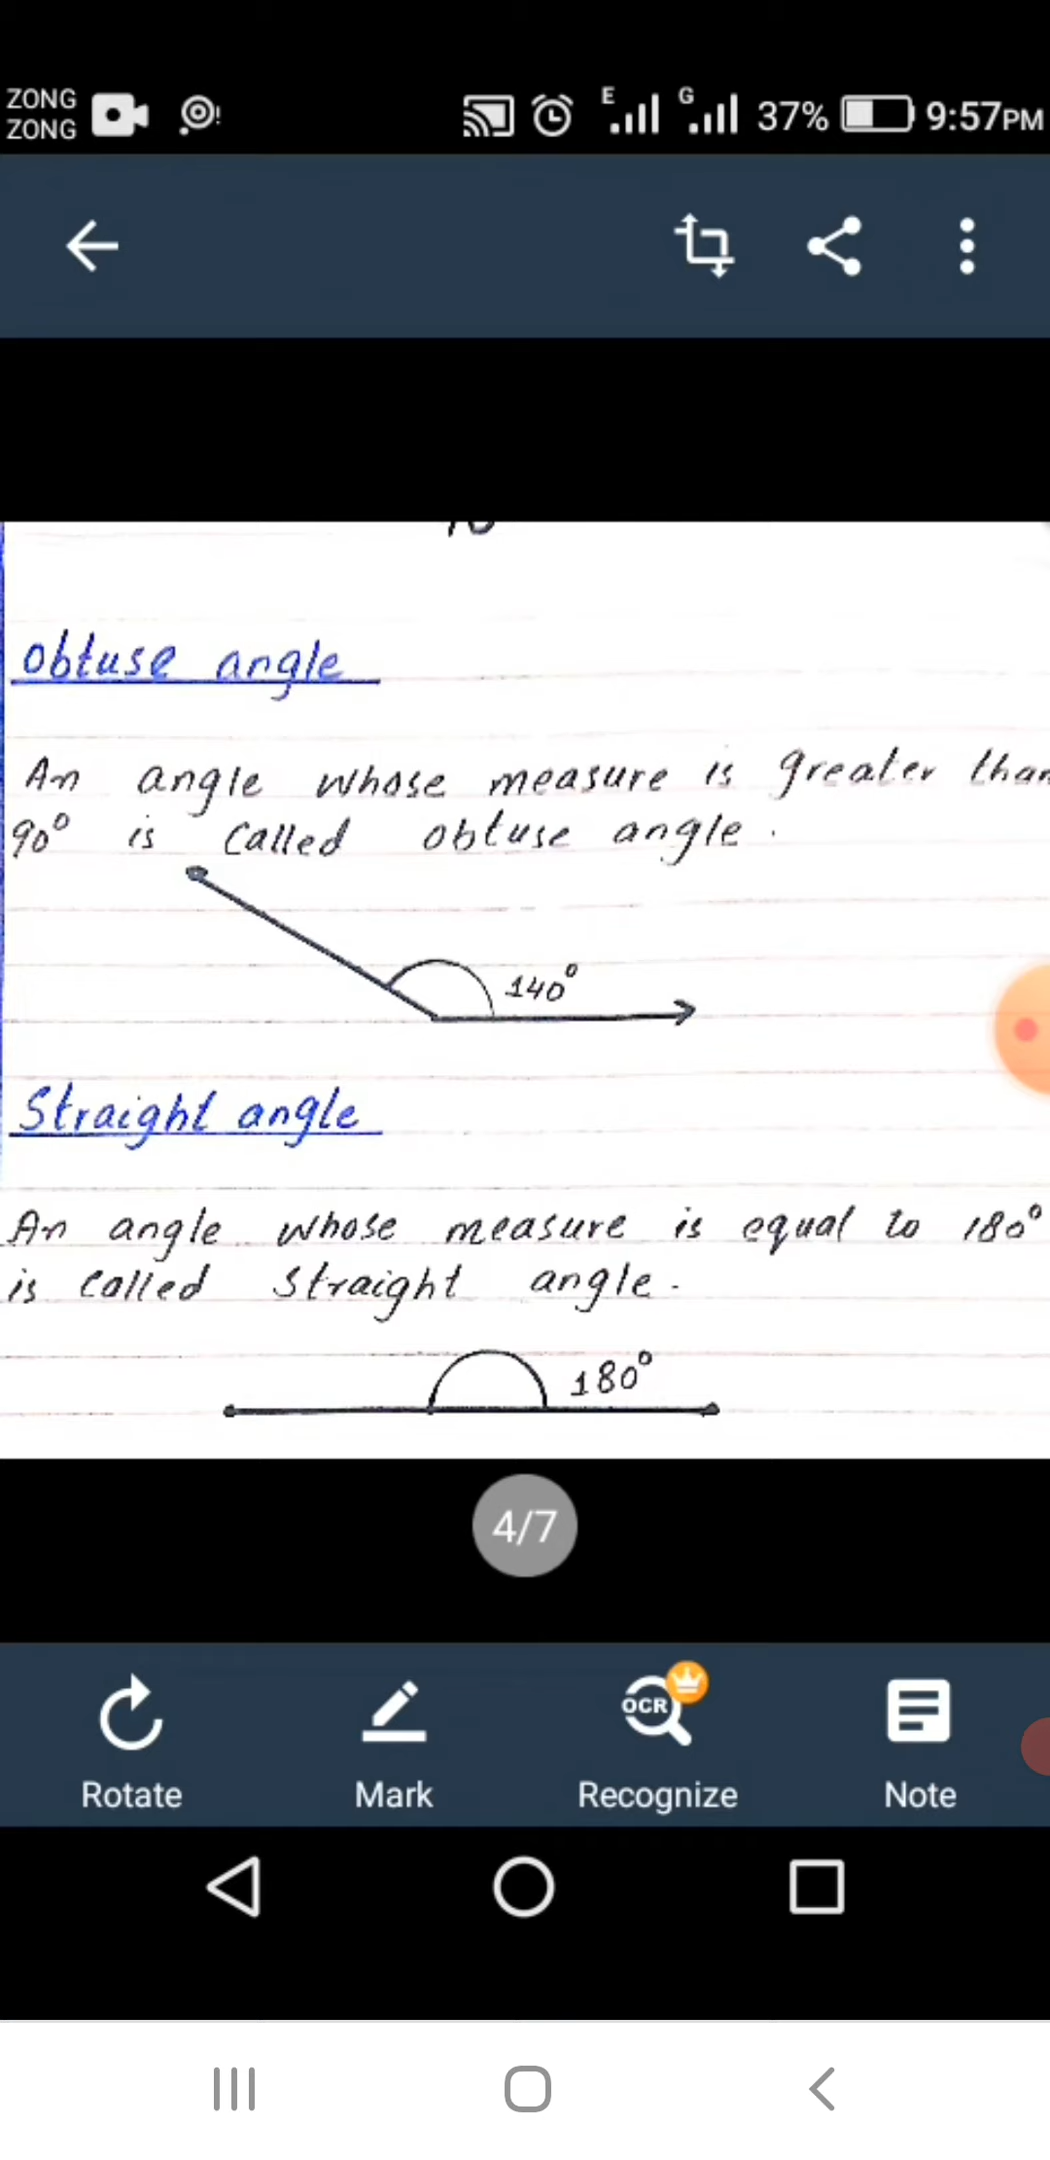 ZONG
ZONG
E G 37% 9:57PM
Obtuse angle
An angle whose measure is greater than
90° is called obtuse angle.
140°
Straight angle
An angle whose measure is equal to 180°
is called straight angle.
180°
4/7
OCR
Rotate Mark Recognize Note